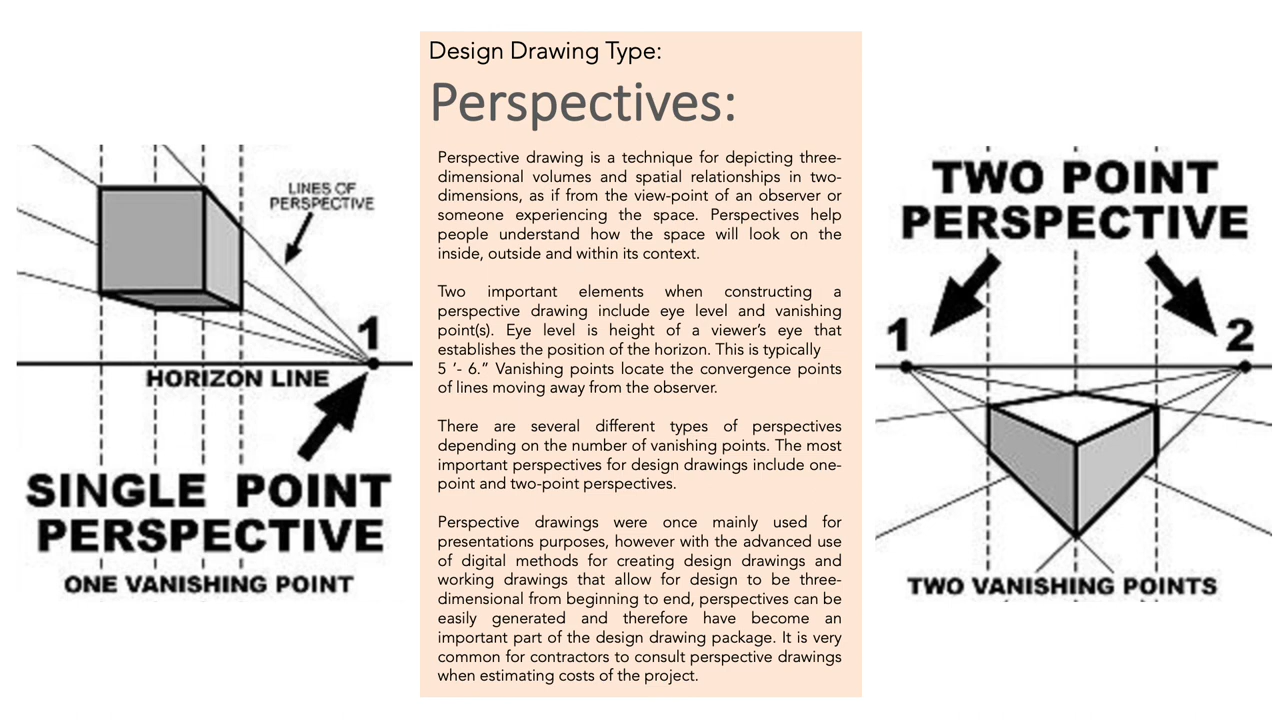 Design Drawing Type:
Perspectives:
Perspective drawing is a technique for depicting three-
dimensional volumes and spatial relationships in two-
dimensions, as if from the view-point of an observer or
someone experiencing the space. Perspectives help
people understand how the space will look on the
inside, outside and within its context.
Two important elements when constructing a
perspective drawing include eye level and vanishing
point(s). Eye level is height of a viewer’s eye that
establishes the position of the horizon. This is typically
5 ’- 6.” Vanishing points locate the convergence points
of lines moving away from the observer.
There are several different types of perspectives
depending on the number of vanishing points. The most
important perspectives for design drawings include one-
point and two-point perspectives.
Perspective drawings were once mainly used for
presentations purposes, however with the advanced use
of digital methods for creating design drawings and
working drawings that allow for design to be three-
dimensional from beginning to end, perspectives can be
easily generated and therefore have become an
important part of the design drawing package. It is very
common for contractors to consult perspective drawings
when estimating costs of the project.
LINES OF
PERSPECTIVE
1
HORIZON LINE
SINGLE POINT
PERSPECTIVE
ONE VANISHING POINT
TWO POINT
PERSPECTIVE
1
2
TWO VANISHING POINTS